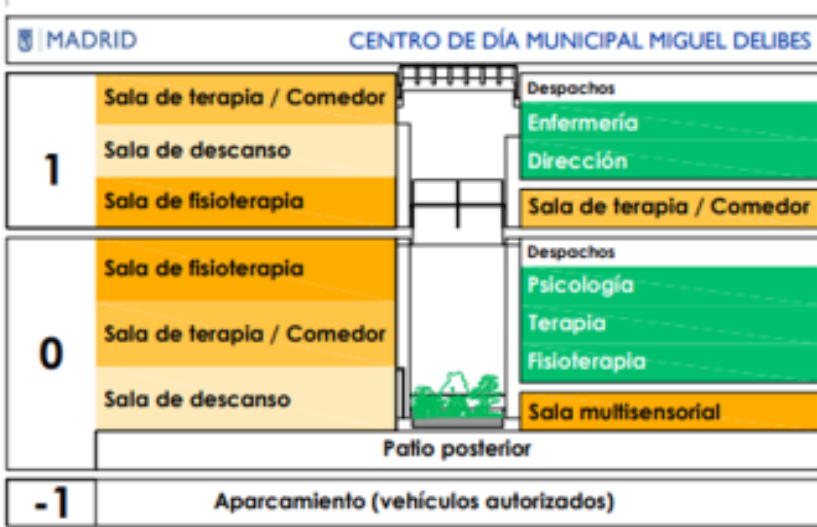 MADRID
CENTRO DE DÍA MUNICIPAL MIGUEL DELIBES
1
Sala de terapia / Comedor
Sala de descanso
Sala de fisioterapia
Despachos
Enfermería
Dirección
Sala de terapia / Comedor
0
Sala de fisioterapia
Sala de terapia / Comedor
Sala de descanso
Despachos
Psicología
Terapia
Fisioterapia
Sala multisensorial
Patio posterior
-1
Aparcamiento (vehículos autorizados)